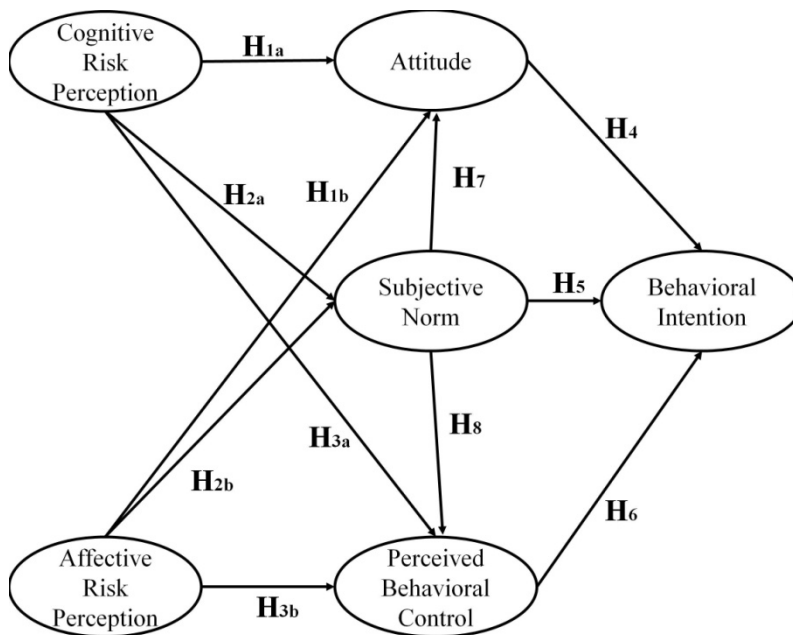 Cognitive
Risk
Perception
H1a
Attitude
H4
H2a
H1b
H7
Subjective
Norm
H5
Behavioral
Intention
H3a
H8
H2b
H6
Affective
Risk
Perception
H3b
Perceived
Behavioral
Control